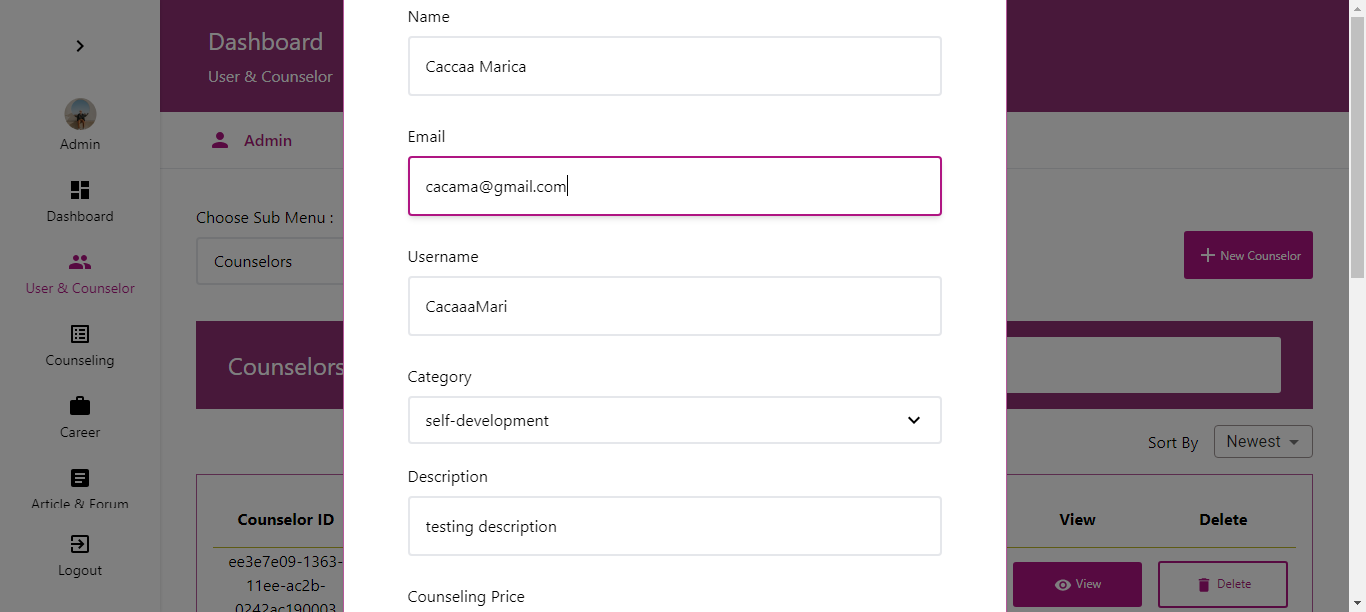 Admin
Dashboard
User & Counselor
Counseling
Career
Article & Forum
Logout
Dashboard
User & Counselor
Admin
Choose Sub Menu :
Counselors
New Counselor
Counselors
Sort By
Newest
Counselor ID
View
Delete
ee3e7e09-1363-
11ee-ac2b-
0242ac190003
View
Delete
Name
Caccaa Marica
Email
cacama@gmail.com
Username
CacaaaMari
Category
self-development
Description
testing description
Counseling Price